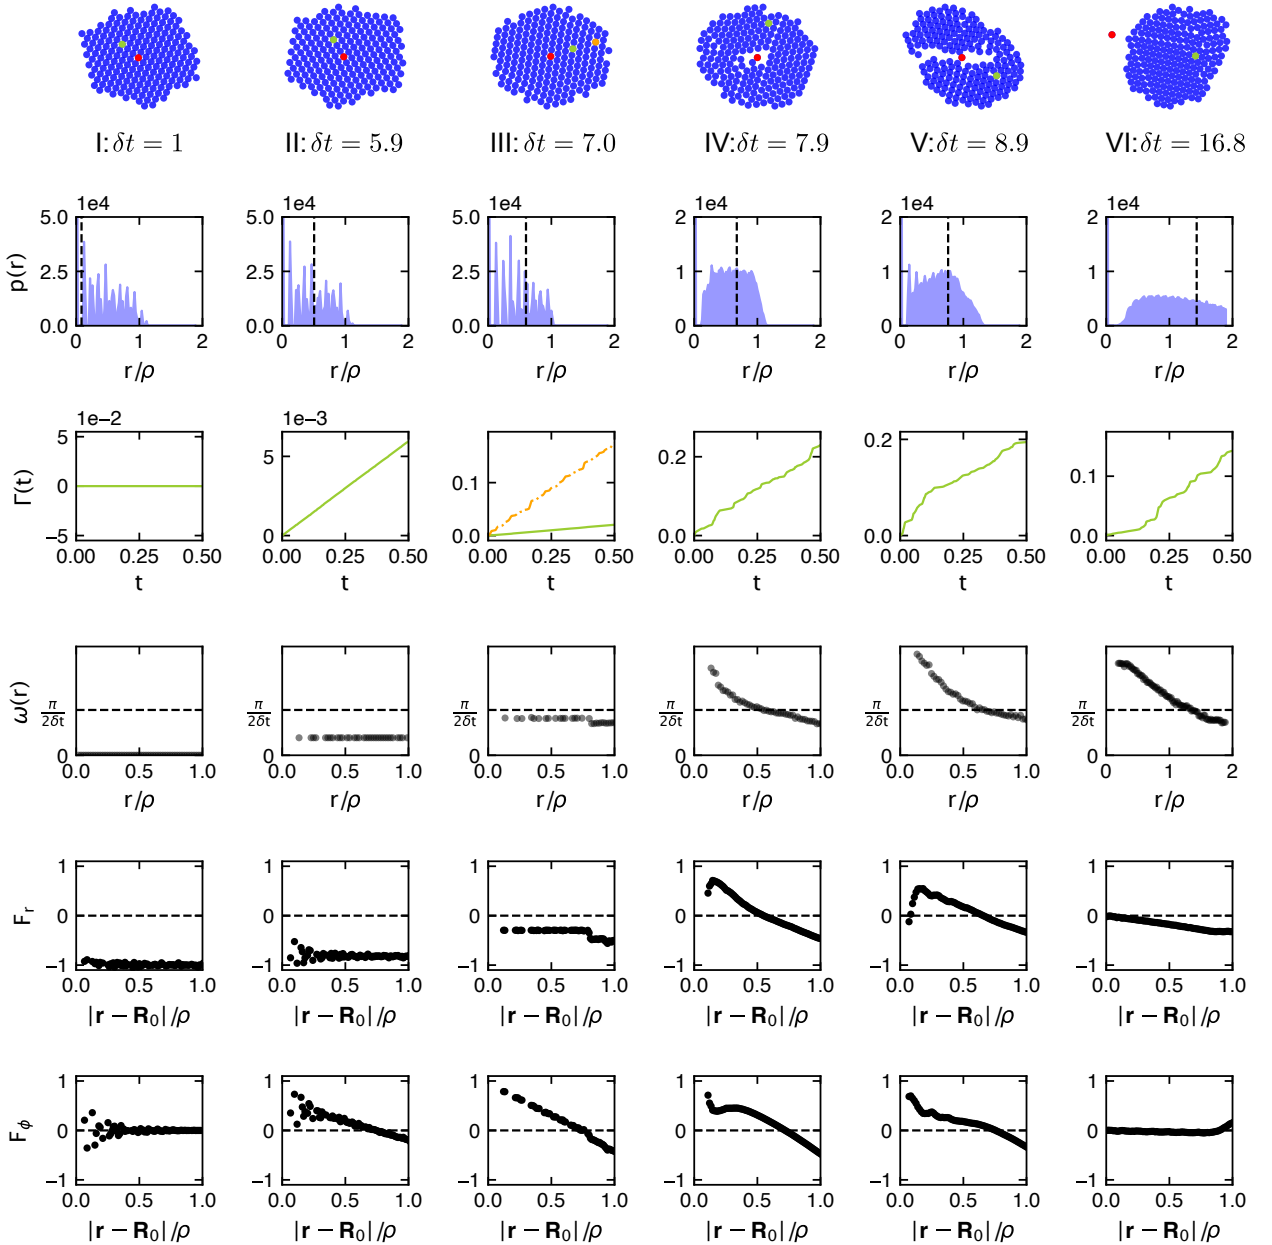 I: δt = 1 II: δt = 5.9 III: δt = 7.0 IV: δt = 7.9 V: δt = 8.9 VI: δt = 16.8
1e4 1e4 1e4 1e4 1e4 1e4
p(r)
5.0 5.0 5.0 2 2 2
2.5 2.5 2.5 1 1 1
0.0 0.0 0.0 0 0 0
0 1 2 0 1 2 0 1 2 0 1 2 0 1 2 0 1 2
r/ρ r/ρ r/ρ r/ρ r/ρ r/ρ
1e−2 1e−3
Γ(t)
5 6 0.2 0.2
0 3 0.1 0.1
−5 0 0.0 0.0 0.0 0.0
0.00 0.25 0.50 0.00 0.25 0.50 0.00 0.25 0.50 0.00 0.25 0.50 0.00 0.25 0.50 0.00 0.25 0.50
t t t t t t
ω(r)
π/2δt π/2δt π/2δt π/2δt π/2δt π/2δt
0 0 0 0 0 0
0.0 0.5 1.0 0.0 0.5 1.0 0.0 0.5 1.0 0.0 0.5 1.0 0.0 0.5 1.0 0 1 2
r/ρ r/ρ r/ρ r/ρ r/ρ r/ρ
F_r
1 1 1 1 1 1
0 0 0 0 0 0
−1 −1 −1 −1 −1 −1
0.0 0.5 1.0 0.0 0.5 1.0 0.0 0.5 1.0 0.0 0.5 1.0 0.0 0.5 1.0 0.0 0.5 1.0
|r − R₀|/ρ |r − R₀|/ρ |r − R₀|/ρ |r − R₀|/ρ |r − R₀|/ρ |r − R₀|/ρ
F_ϕ
1 1 1 1 1 1
0 0 0 0 0 0
−1 −1 −1 −1 −1 −1
0.0 0.5 1.0 0.0 0.5 1.0 0.0 0.5 1.0 0.0 0.5 1.0 0.0 0.5 1.0 0.0 0.5 1.0
|r − R₀|/ρ |r − R₀|/ρ |r − R₀|/ρ |r − R₀|/ρ |r − R₀|/ρ |r − R₀|/ρ